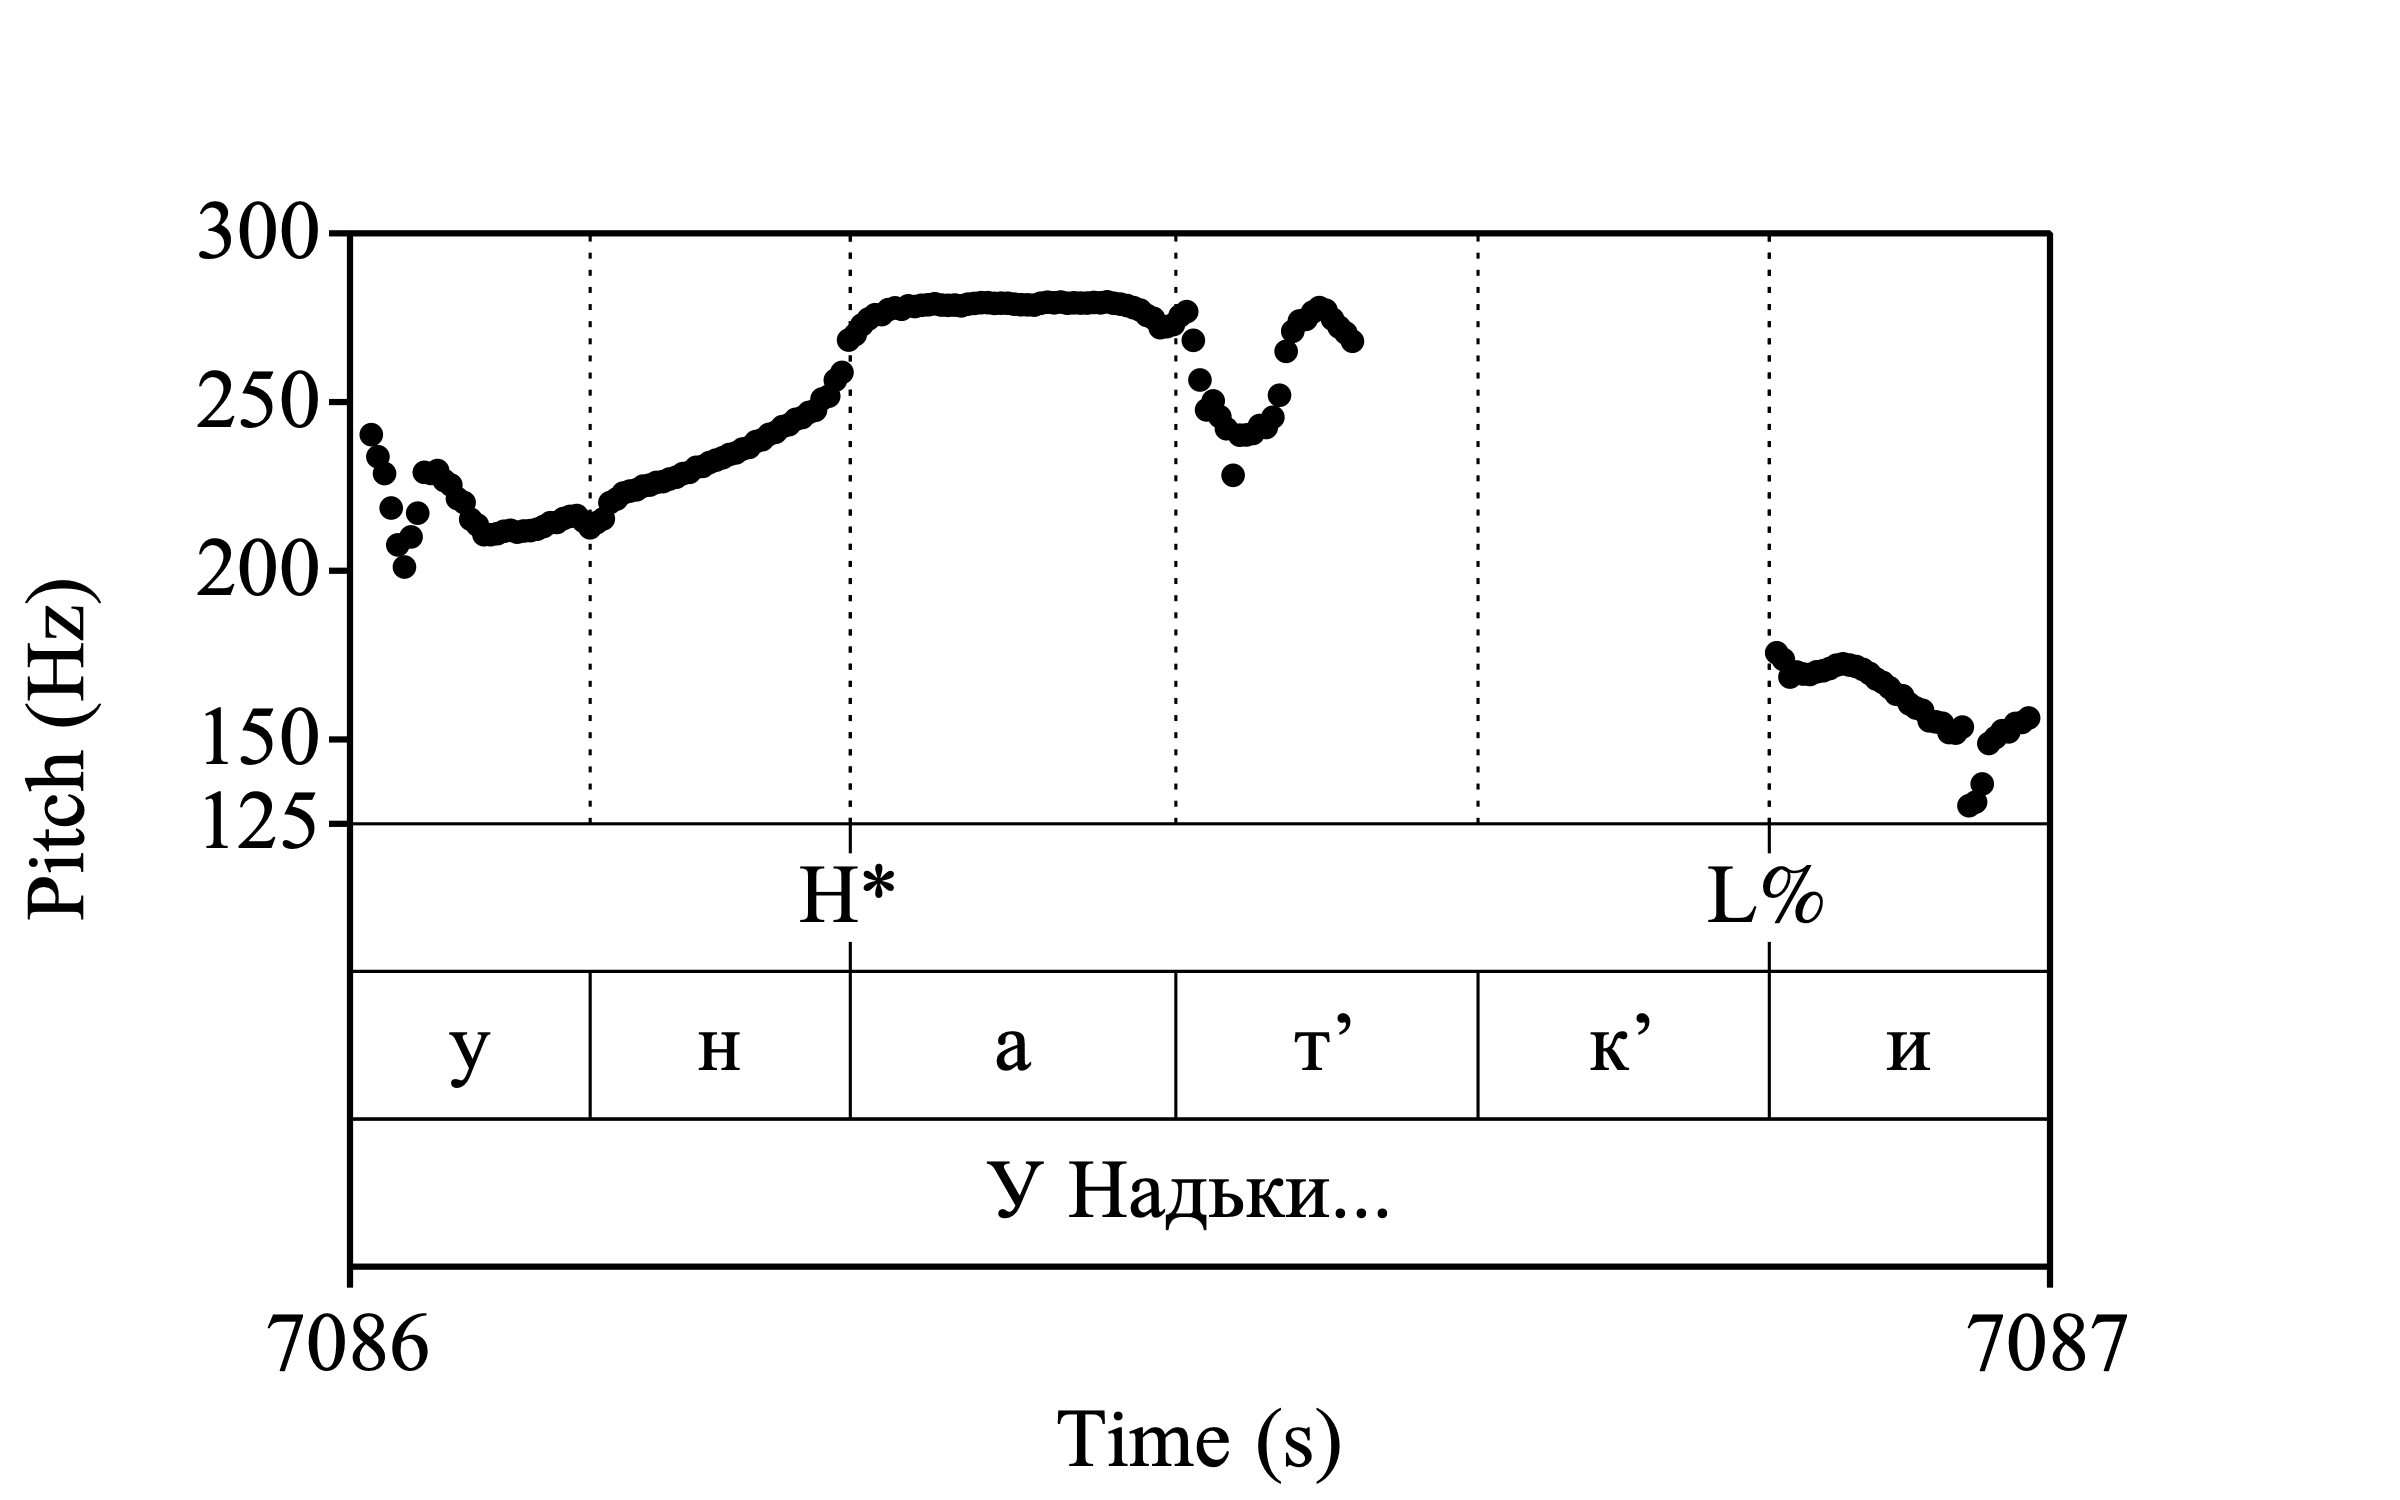 300
250
200
150
125
Pitch (Hz)
H* L%
у н а т’ к’ и
У Надьки...
7086 7087
Time (s)